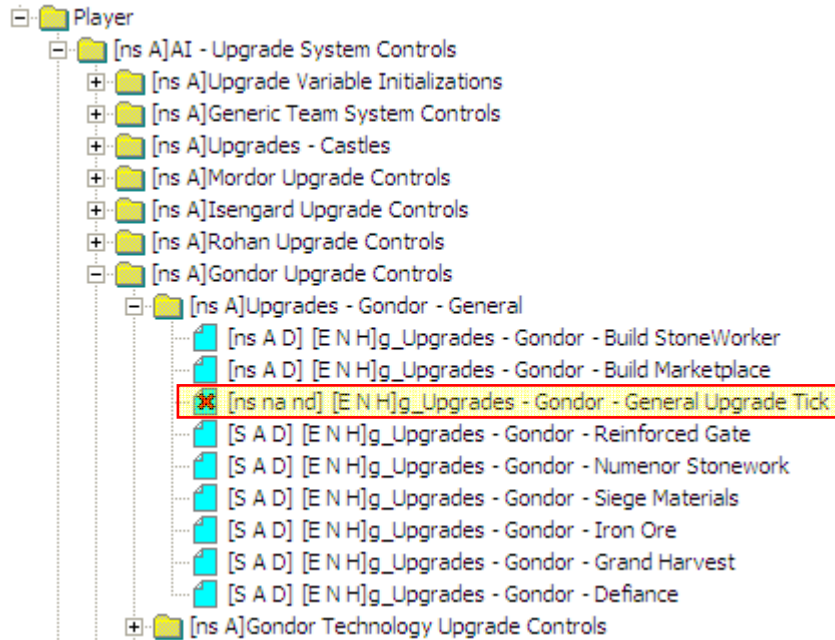 Player
[ns A]AI - Upgrade System Controls
[ns A]Upgrade Variable Initializations
[ns A]Generic Team System Controls
[ns A]Upgrades - Castles
[ns A]Mordor Upgrade Controls
[ns A]Isengard Upgrade Controls
[ns A]Rohan Upgrade Controls
[ns A]Gondor Upgrade Controls
[ns A]Upgrades - Gondor - General
[ns A D] [E N H]g_Upgrades - Gondor - Build StoneWorker
[ns A D] [E N H]g_Upgrades - Gondor - Build Marketplace
[ns na nd] [E N H]g_Upgrades - Gondor - General Upgrade Tick
[S A D] [E N H]g_Upgrades - Gondor - Reinforced Gate
[S A D] [E N H]g_Upgrades - Gondor - Numenor Stonework
[S A D] [E N H]g_Upgrades - Gondor - Siege Materials
[S A D] [E N H]g_Upgrades - Gondor - Iron Ore
[S A D] [E N H]g_Upgrades - Gondor - Grand Harvest
[S A D] [E N H]g_Upgrades - Gondor - Defiance
[ns A]Gondor Technology Upgrade Controls